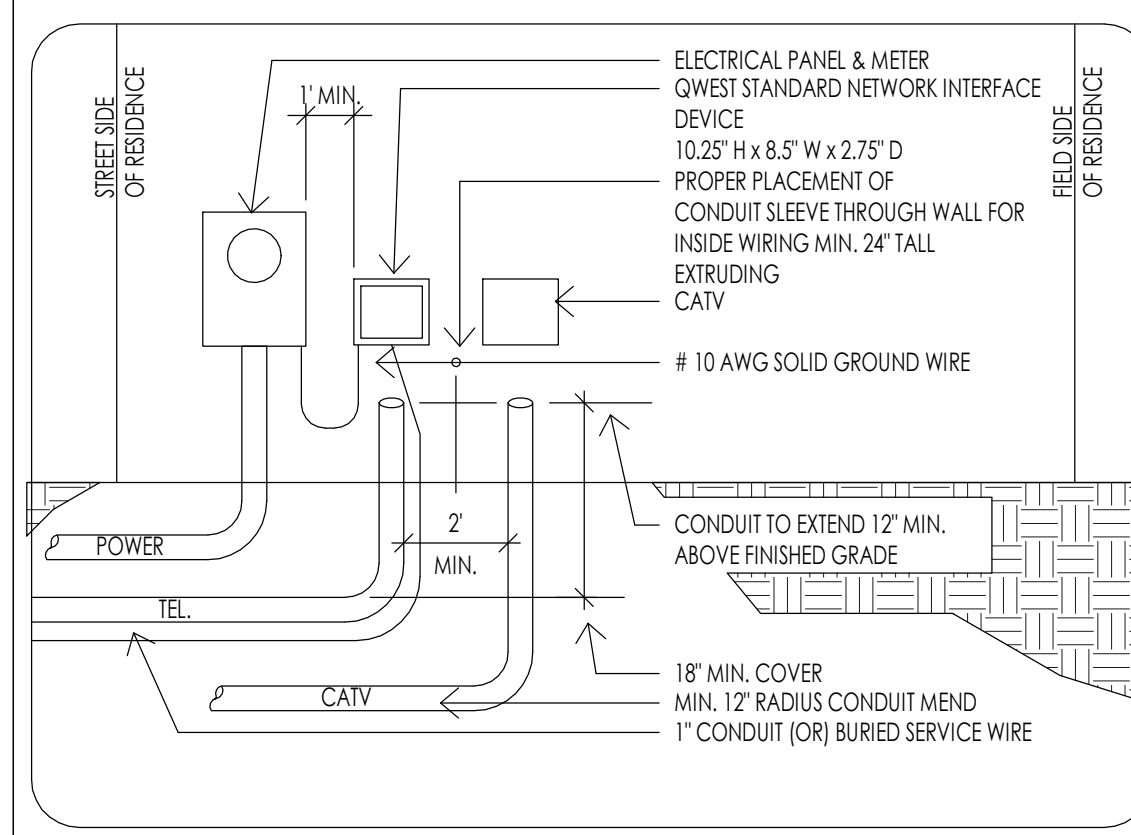 STREET SIDE
OF RESIDENCE
1' MIN.
ELECTRICAL PANEL & METER
QWEST STANDARD NETWORK INTERFACE
DEVICE
10.25" H x 8.5" W x 2.75" D
PROPER PLACEMENT OF
CONDUIT SLEEVE THROUGH WALL FOR
INSIDE WIRING MIN. 24" TALL
EXTRUDING
CATV
# 10 AWG SOLID GROUND WIRE
FIELD SIDE
OF RESIDENCE
CONDUIT TO EXTEND 12" MIN.
ABOVE FINISHED GRADE
POWER
2'
MIN.
TEL.
CATV
18" MIN. COVER
MIN. 12" RADIUS CONDUIT MEND
1" CONDUIT (OR) BURIED SERVICE WIRE